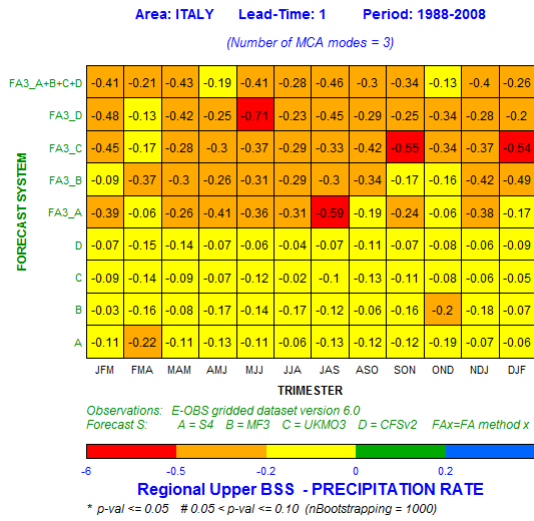 Area: ITALY Lead-Time: 1 Period: 1988-2008
(Number of MCA modes = 3)
FORECAST SYSTEM
FA3_A+B+C+D -0.41 -0.21 -0.43 -0.19 -0.41 -0.28 -0.46 -0.3 -0.34 -0.13 -0.4 -0.26
FA3_D -0.48 -0.13 -0.42 -0.25 -0.71 -0.23 -0.45 -0.29 -0.25 -0.34 -0.28 -0.2
FA3_C -0.45 -0.17 -0.28 -0.3 -0.37 -0.29 -0.33 -0.42 -0.55 -0.34 -0.37 -0.54
FA3_B -0.09 -0.37 -0.3 -0.26 -0.31 -0.29 -0.3 -0.34 -0.17 -0.16 -0.42 -0.49
FA3_A -0.39 -0.06 -0.26 -0.41 -0.36 -0.31 -0.59 -0.19 -0.24 -0.06 -0.38 -0.17
D -0.07 -0.15 -0.14 -0.07 -0.06 -0.04 -0.07 -0.11 -0.07 -0.08 -0.06 -0.09
C -0.09 -0.14 -0.09 -0.07 -0.12 -0.02 -0.1 -0.13 -0.11 -0.08 -0.06 -0.05
B -0.03 -0.16 -0.08 -0.17 -0.14 -0.17 -0.12 -0.06 -0.16 -0.2 -0.18 -0.07
A -0.11 -0.22 -0.11 -0.13 -0.11 -0.06 -0.13 -0.12 -0.12 -0.19 -0.07 -0.06
JFM FMA MAM AMJ MJJ JJA JAS ASO SON OND NDJ DJF
TRIMESTER
Observations: E-OBS gridded dataset version 6.0
Forecast S: A = S4 B = MF3 C = UKMO3 D = CFSv2 FAx=FA method x
-6 -0.5 -0.2 0 0.2
Regional Upper BSS - PRECIPITATION RATE
* p-val <= 0.05 # 0.05 < p-val <= 0.10 (nBootstrapping = 1000)